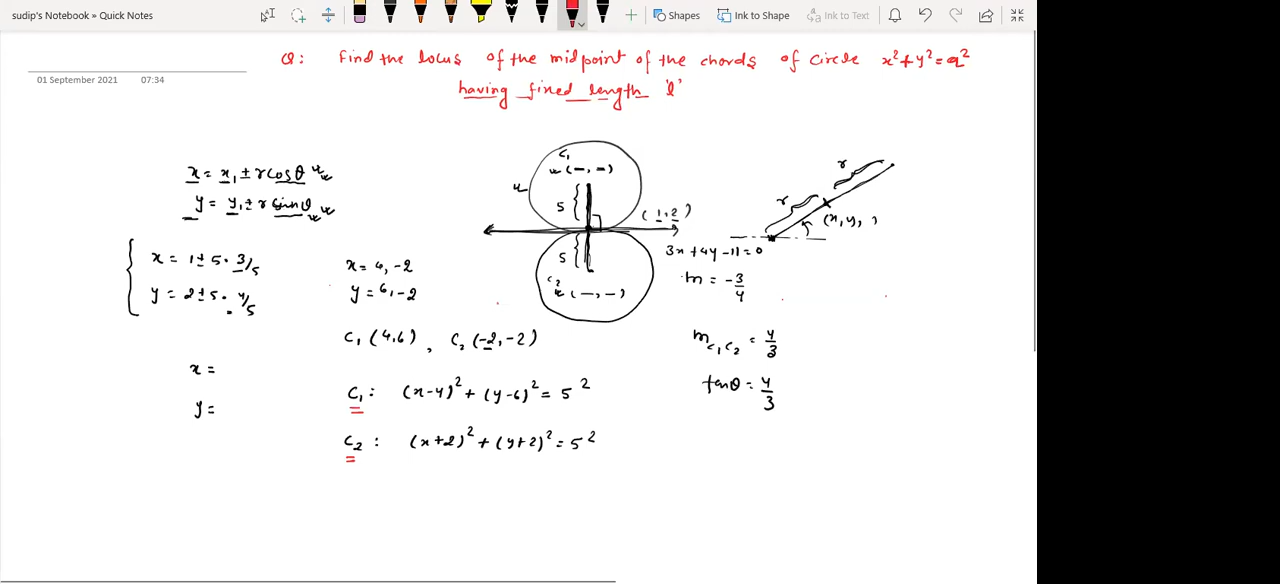 sudip's Notebook » Quick Notes
Shapes
Ink to Shape
Ink to Text
Q: Find the locus of the midpoint of the chords of circle x²+y²=a²
having fixed length 'l'
01 September 2021 07:34
x = x₁ ± r cosθ
y = y₁ ± r sinθ
x = 1 ± 5 · 3/5
y = 2 ± 5 · 4/5
x =
y =
x = 4, -2
y = 6, -2
C₁ (4,6) , C₂ (-2,-2)
C₁ : (x-4)² + (y-6)² = 5²
C₂ : (x+2)² + (y+2)² = 5²
C₁
(–, –)
5
(1,2)
5
C₂
(–, –)
3x+4y-11=0
m = -3/4
m C₁C₂ = 4/3
tanθ = 4/3
r
r
(x₁y₁)